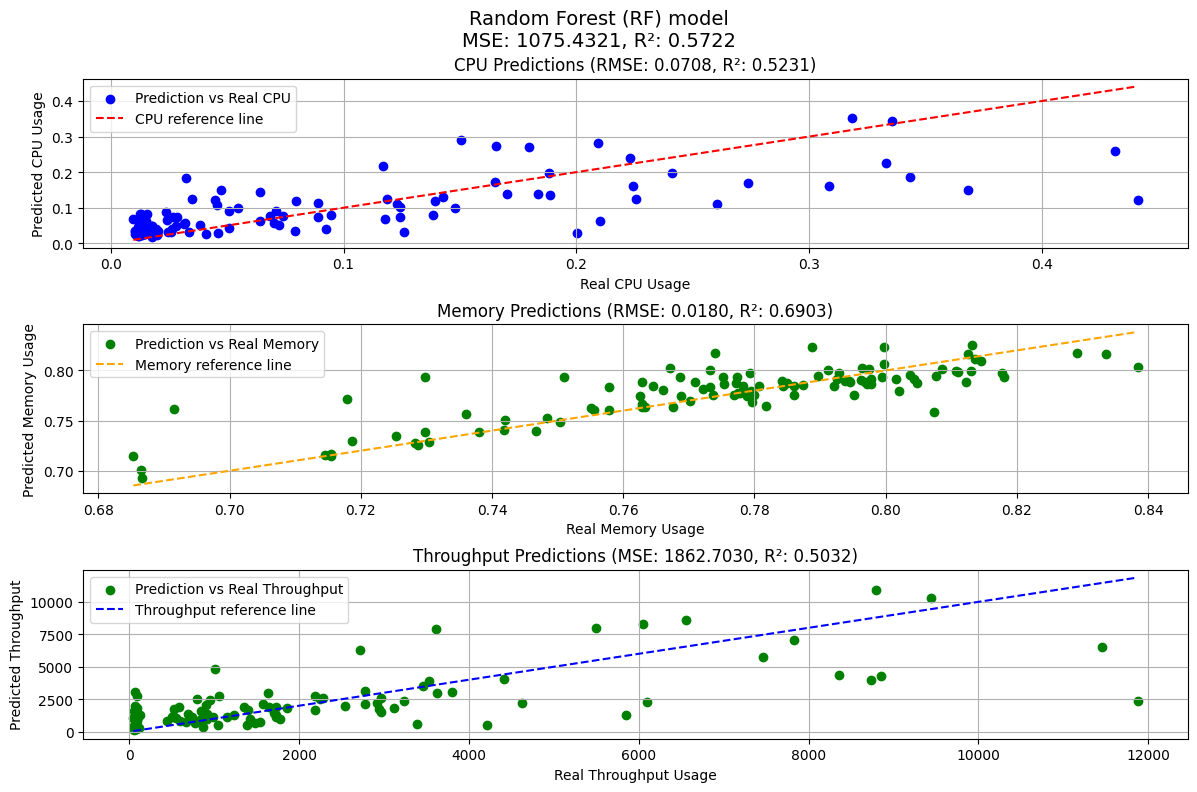 Random Forest (RF) model
MSE: 1075.4321, R²: 0.5722
CPU Predictions (RMSE: 0.0708, R²: 0.5231)
Prediction vs Real CPU
CPU reference line
Predicted CPU Usage
0.4
0.3
0.2
0.1
0.0
0.0 0.1 0.2 0.3 0.4
Real CPU Usage
Memory Predictions (RMSE: 0.0180, R²: 0.6903)
Prediction vs Real Memory
Memory reference line
Predicted Memory Usage
0.80
0.75
0.70
0.68 0.70 0.72 0.74 0.76 0.78 0.80 0.82 0.84
Real Memory Usage
Throughput Predictions (MSE: 1862.7030, R²: 0.5032)
Prediction vs Real Throughput
Throughput reference line
Predicted Throughput
10000
7500
5000
2500
0
0 2000 4000 6000 8000 10000 12000
Real Throughput Usage